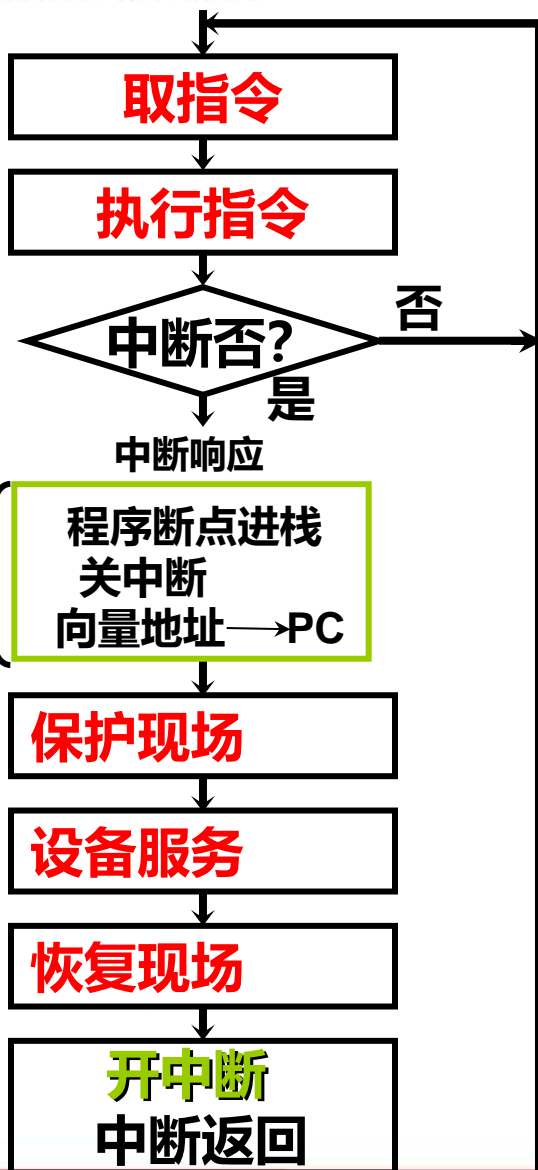 取指令
执行指令
中断否？
否
是
中断响应
程序断点进栈
关中断
向量地址 PC
保护现场
设备服务
恢复现场
开中断
中断返回